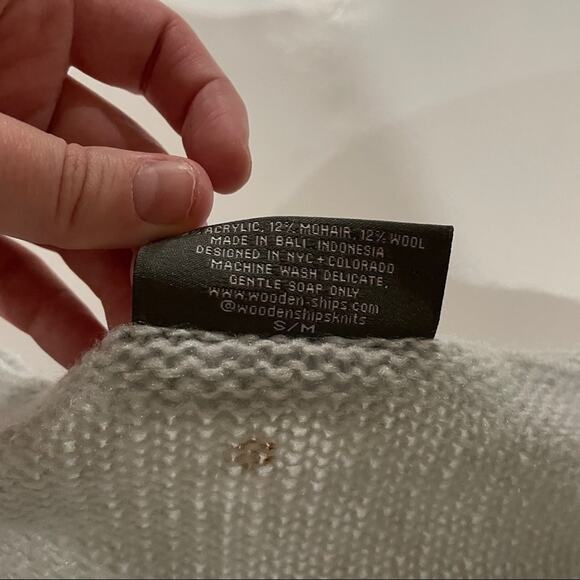 ACRYLIC, 12% MOHAIR, 12% WOOL
MADE IN BALI, INDONESIA
DESIGNED IN NYC + COLORADO
MACHINE WASH DELICATE,
GENTLE SOAP ONLY
www.wooden-ships.com
@woodenshipsknits
S/M